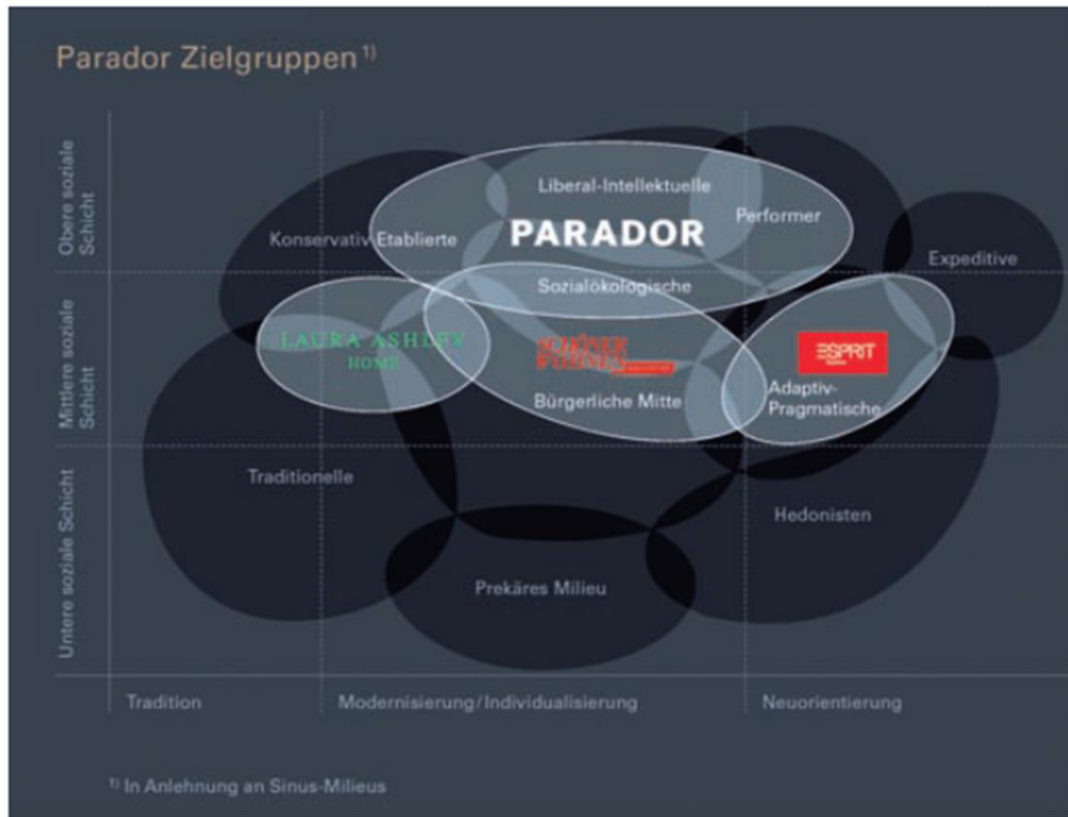 Parador Zielgruppen 1)
Obere soziale
Schicht
Mittlere soziale
Schicht
Untere soziale Schicht
Liberal-Intellektuelle
Performer
PARADOR
Konservativ Etablierte
Expeditive
Sozialökologische
LAURA ASHLEY
HOME
SCHÖNER
WOHNEN
ESPRIT
Bürgerliche Mitte
Adaptiv-
Pragmatische
Traditionelle
Hedonisten
Prekäres Milieu
Tradition
Modernisierung/Individualisierung
Neuorientierung
1) In Anlehnung an Sinus-Milieus